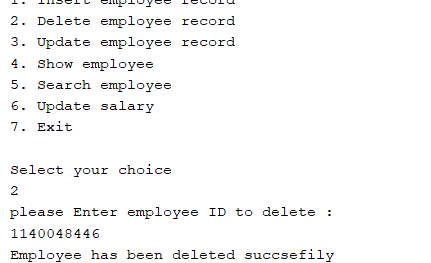 1. Insert employee record
2. Delete employee record
3. Update employee record
4. Show employee
5. Search employee
6. Update salary
7. Exit
Select your choice
2
please Enter employee ID to delete :
1140048446
Employee has been deleted succsefily